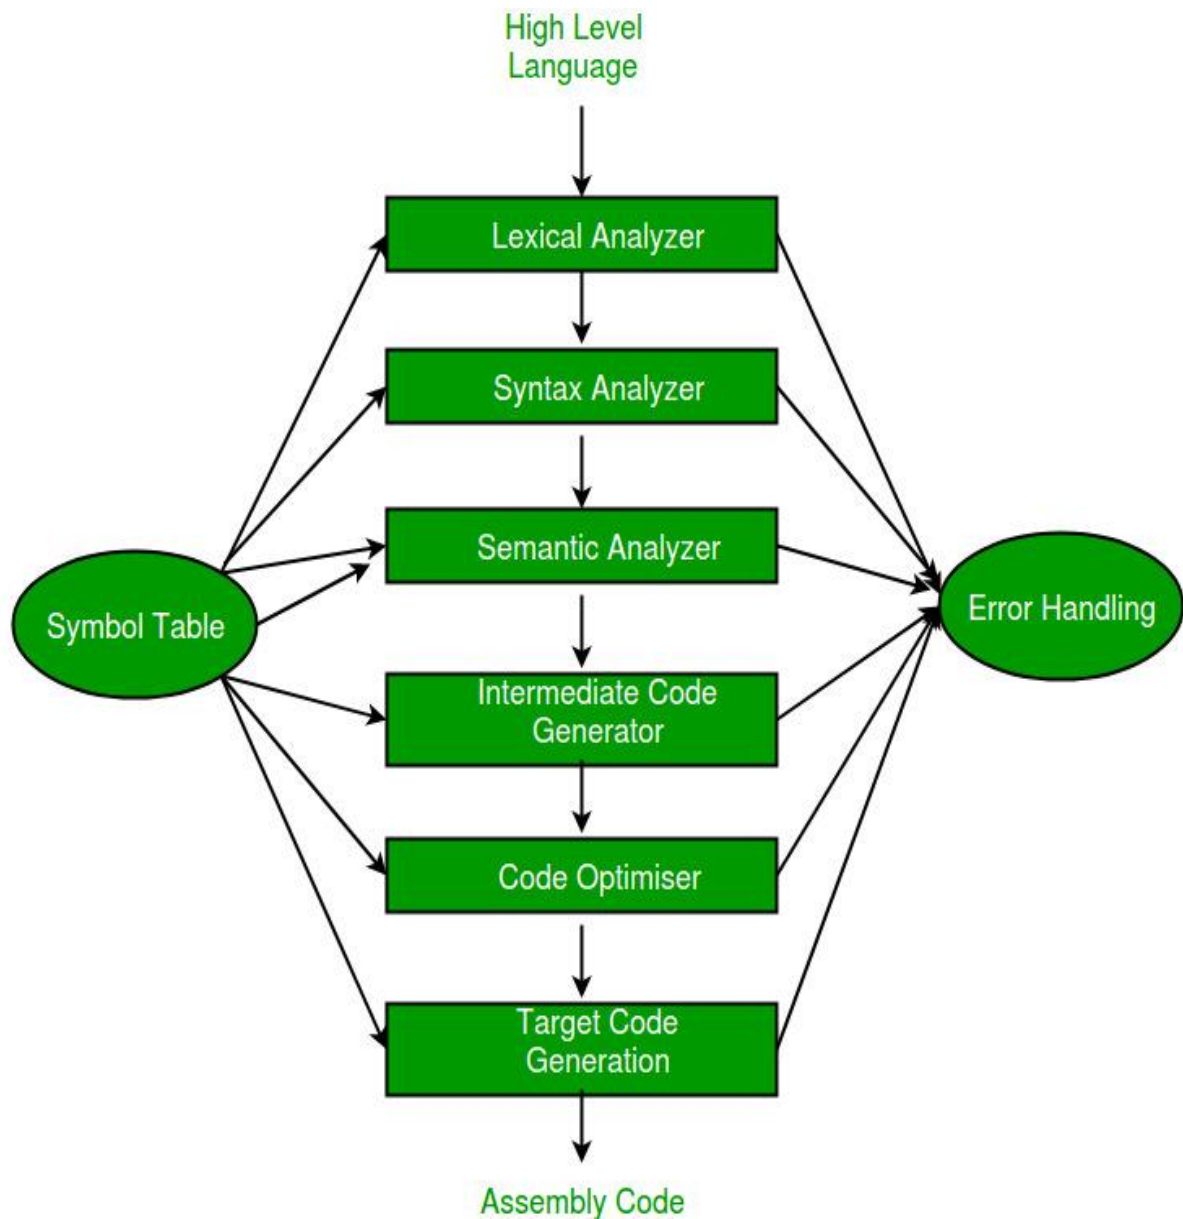 High Level
Language
Lexical Analyzer
Syntax Analyzer
Semantic Analyzer
Symbol Table
Error Handling
Intermediate Code
Generator
Code Optimiser
Target Code
Generation
Assembly Code